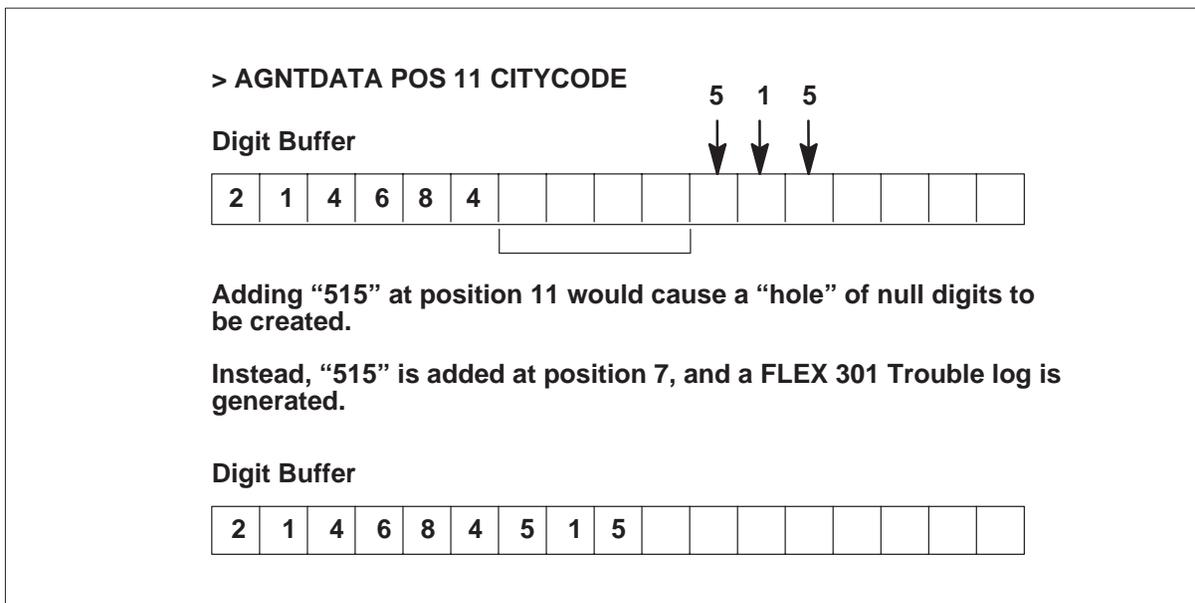 > AGNTDATA POS 11 CITYCODE
5 1 5
Digit Buffer
2 1 4 6 8 4
Adding “515” at position 11 would cause a “hole” of null digits to
be created.
Instead, “515” is added at position 7, and a FLEX 301 Trouble log is
generated.
Digit Buffer
2 1 4 6 8 4 5 1 5